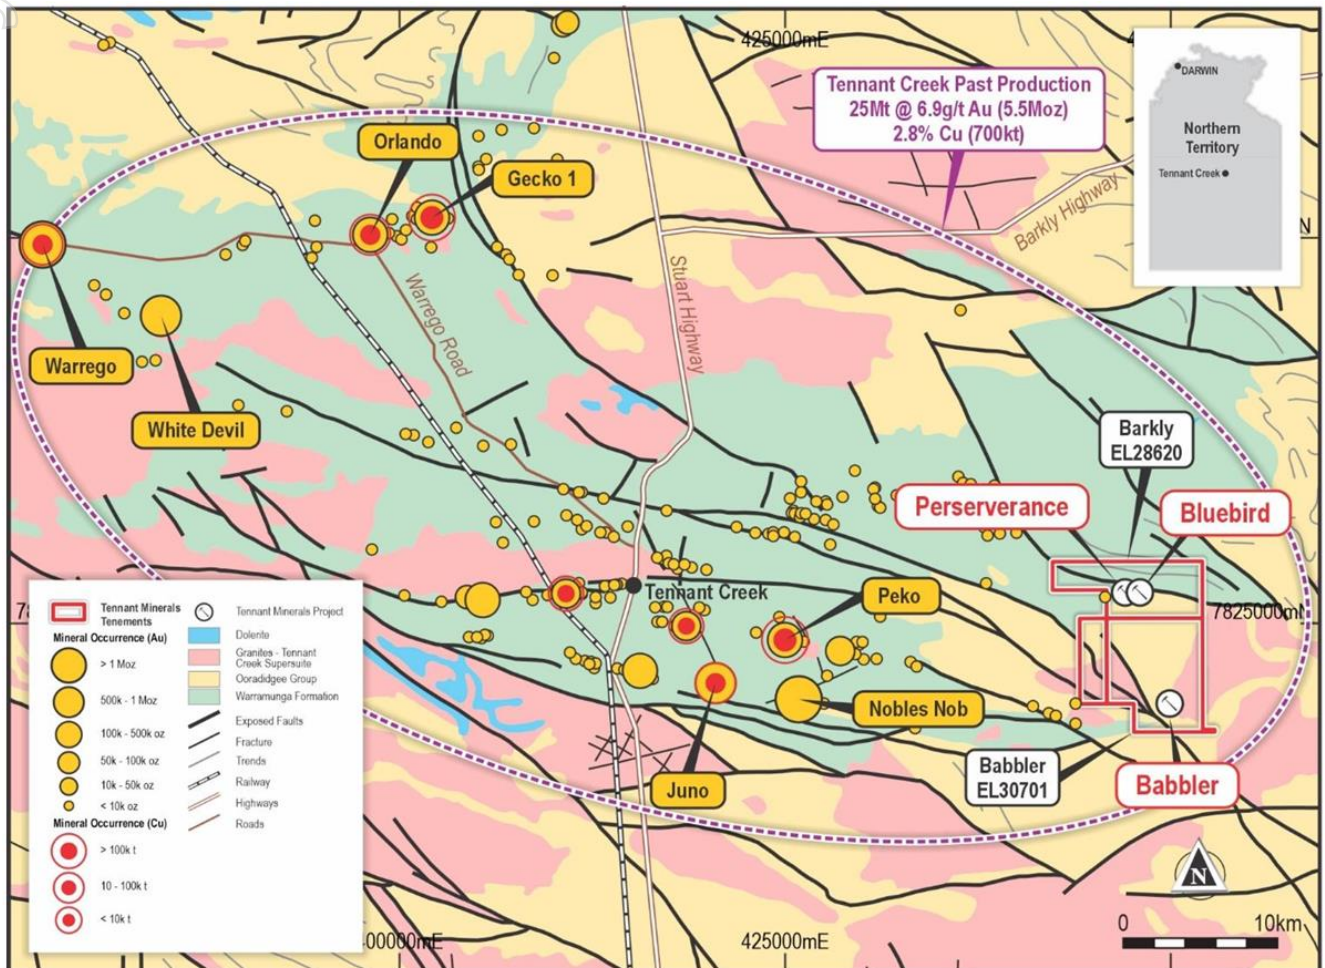 425000mE
DARWIN
Northern
Territory
Tennant Creek
Tennant Creek Past Production
25Mt @ 6.9g/t Au (5.5Moz)
2.8% Cu (700kt)
Barkly Highway
N
Orlando
Gecko 1
Stuart Highway
Warrego Road
Warrego
White Devil
Barkly
EL28620
Perserverance
Bluebird
Tennant Creek
Peko
7825000mN
Nobles Nob
Juno
Babbler
EL30701
Babbler
78
Tennant Minerals
Tenements
Mineral Occurrence (Au)
> 1 Moz
500k - 1 Moz
100k - 500k oz
50k - 100k oz
10k - 50k oz
< 10k oz
Mineral Occurrence (Cu)
> 100k t
10 - 100k t
< 10k t
Tennant Minerals Project
Dolerite
Granites - Tennant
Creek Supersuite
Ooradidgee Group
Warramunga Formation
Exposed Faults
Fracture
Trends
Railway
Highways
Roads
00000mE
425000mE
N
0 10km